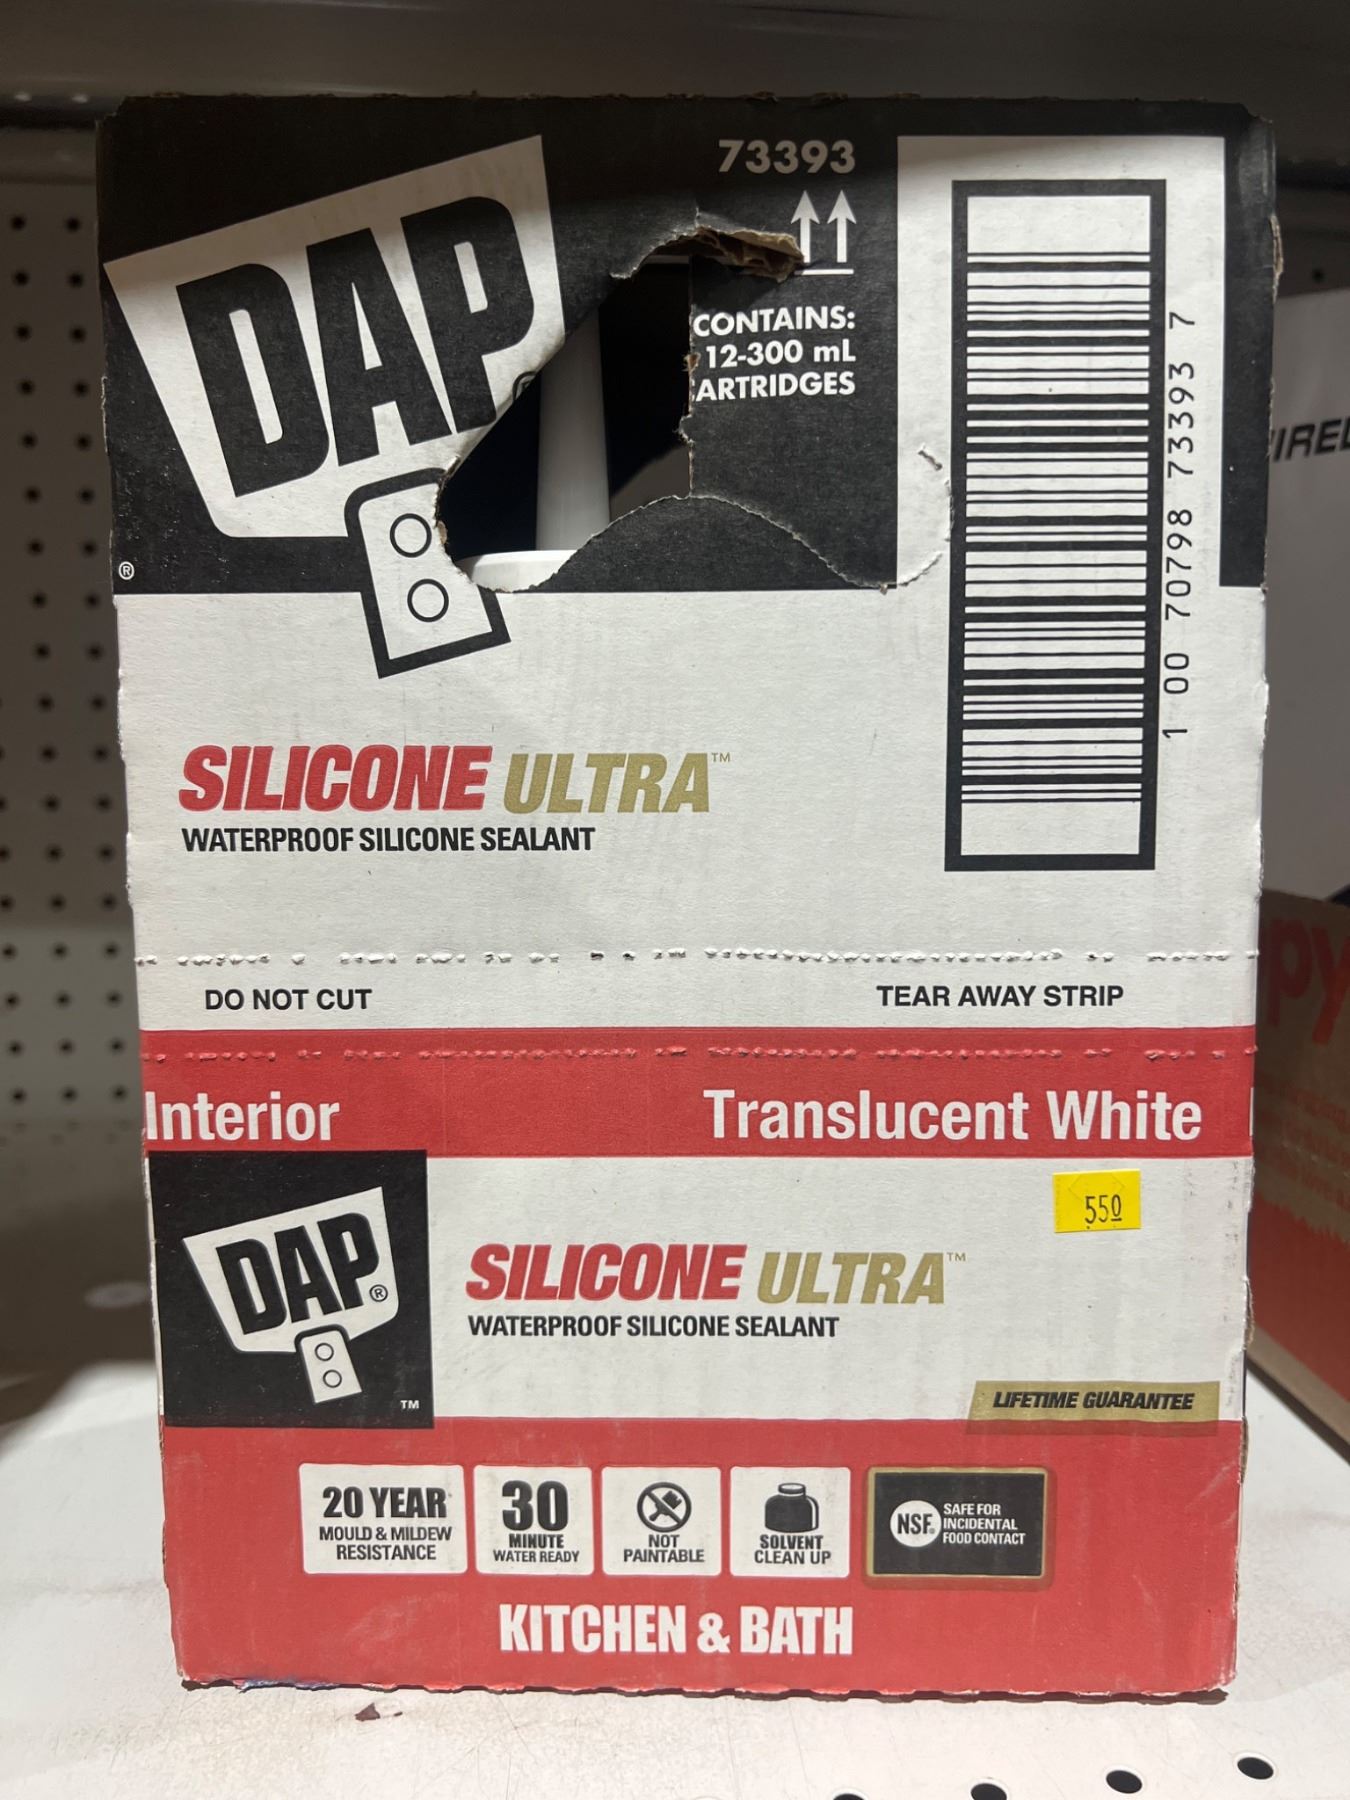 73393
DAP
®
CONTAINS:
12-300 mL
ARTRIDGES
1 00 70798 73393 7
SILICONE ULTRA™
WATERPROOF SILICONE SEALANT
DO NOT CUT
TEAR AWAY STRIP
Interior
Translucent White
550
DAP®
™
SILICONE ULTRA™
WATERPROOF SILICONE SEALANT
LIFETIME GUARANTEE
20 YEAR
MOULD & MILDEW
RESISTANCE
30
MINUTE
WATER READY
NOT
PAINTABLE
SOLVENT
CLEAN UP
NSF®
SAFE FOR
INCIDENTAL
FOOD CONTACT
KITCHEN & BATH
IREL
py